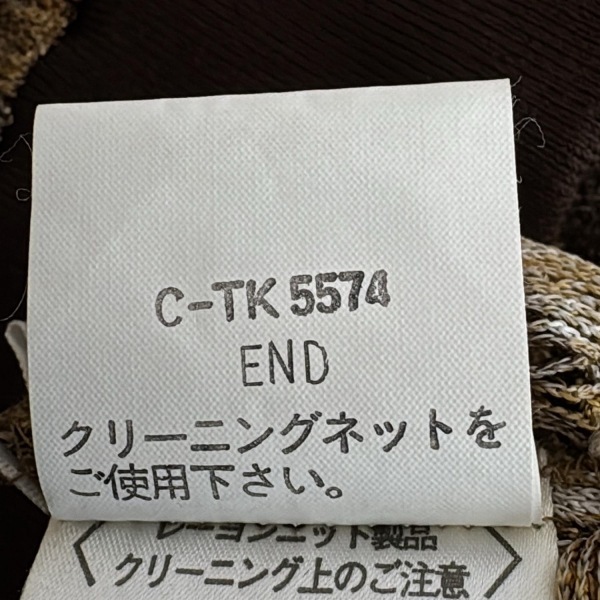 C-TK 5574
END
クリーニングネットを
ご使用下さい。
レーヨンニット製品
クリーニング上のご注意